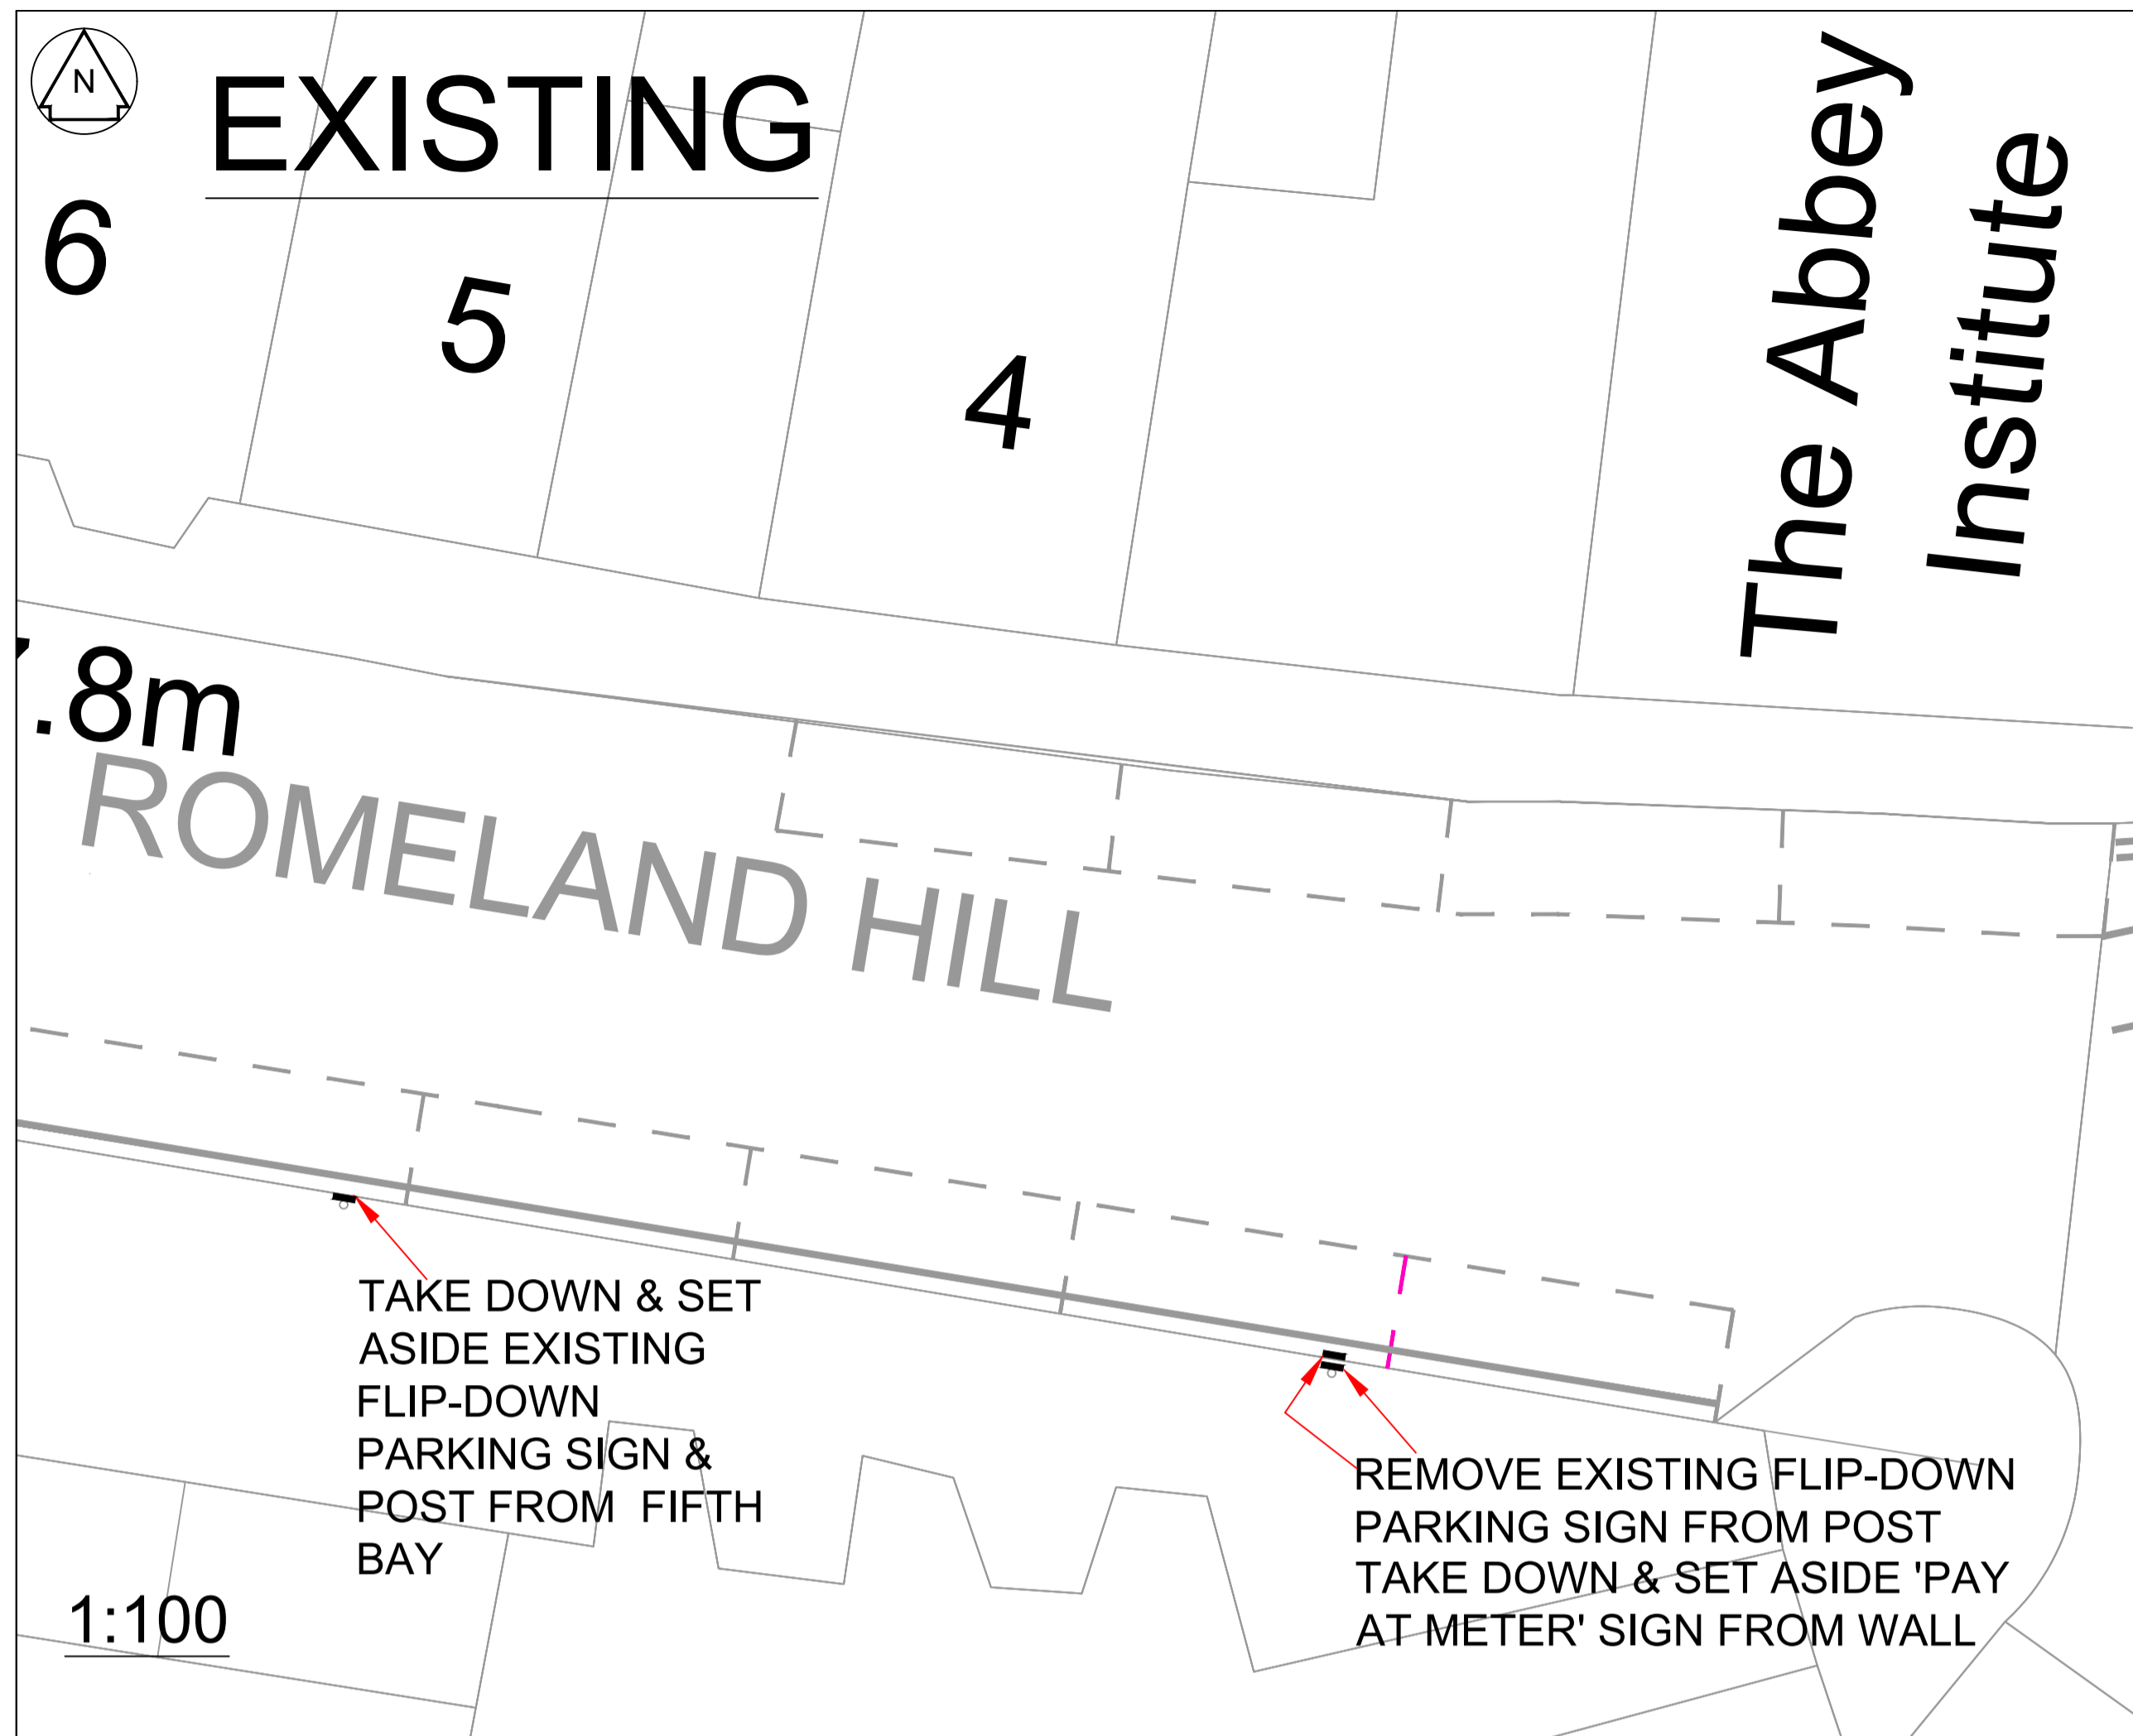 N
EXISTING
6
5
4
The Abbey
Institute
.8m
ROMELAND HILL
TAKE DOWN & SET
ASIDE EXISTING
FLIP-DOWN
PARKING SIGN &
POST FROM FIFTH
BAY
REMOVE EXISTING FLIP-DOWN
PARKING SIGN FROM POST
TAKE DOWN & SET ASIDE 'PAY
AT METER' SIGN FROM WALL
1:100